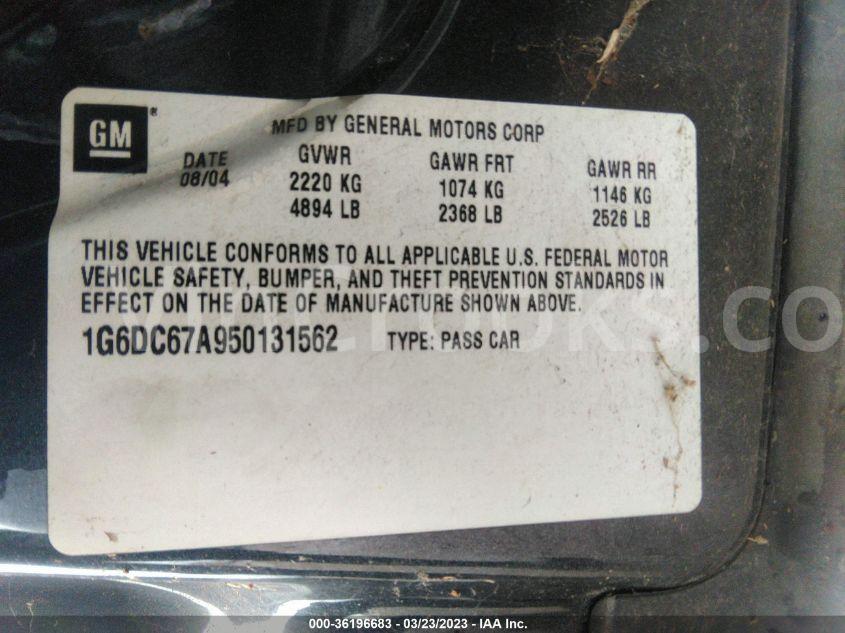 GM®
MFD BY GENERAL MOTORS CORP
DATE GVWR GAWR FRT GAWR RR
08/04 2220 KG 1074 KG 1146 KG
4894 LB 2368 LB 2526 LB
THIS VEHICLE CONFORMS TO ALL APPLICABLE U.S. FEDERAL MOTOR
VEHICLE SAFETY, BUMPER, AND THEFT PREVENTION STANDARDS IN
EFFECT ON THE DATE OF MANUFACTURE SHOWN ABOVE.
1G6DC67A950131562 TYPE: PASS CAR
000-36196683 - 03/23/2023 - IAA Inc.